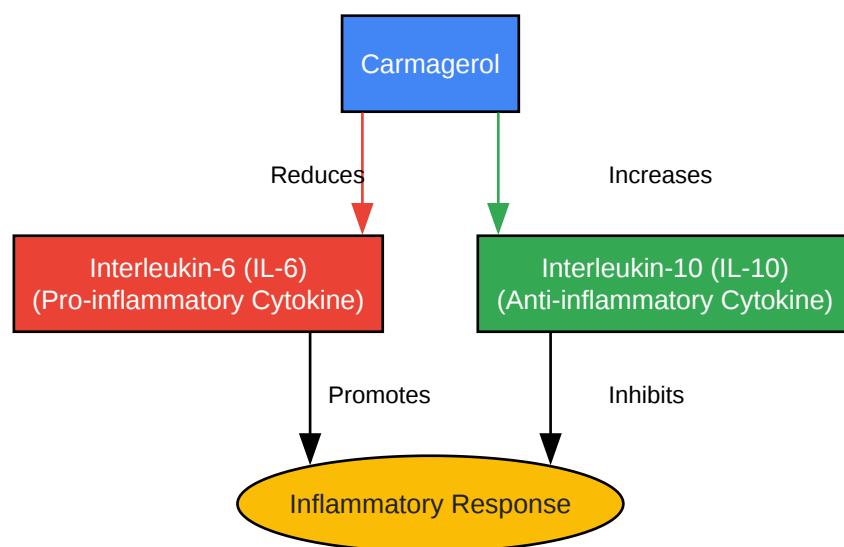 Carmagerol
Reduces
Increases
Interleukin-6 (IL-6)
(Pro-inflammatory Cytokine)
Interleukin-10 (IL-10)
(Anti-inflammatory Cytokine)
Promotes
Inhibits
Inflammatory Response